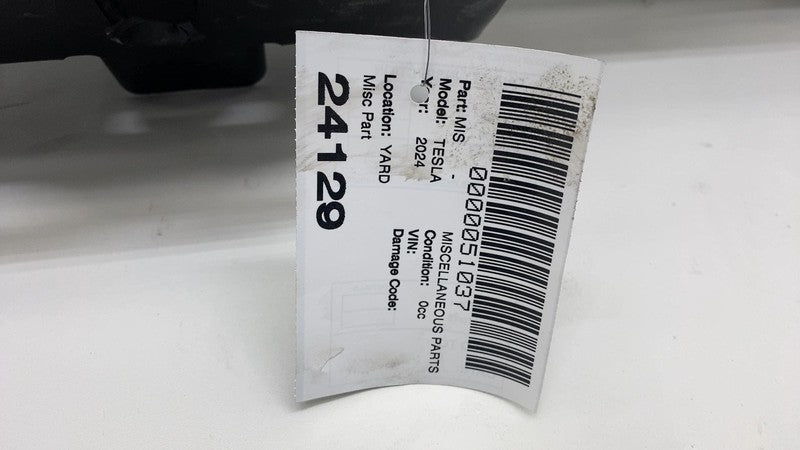 0000051037
Part: MIS - MISCELLANEOUS PARTS
Model: TESLA Condition: 0cc
Year: 2024 VIN:
Damage Code:
Location: YARD
Misc Part
24129